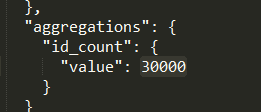 },
"aggregations": {
"id_count": {
"value": 30000
}
}